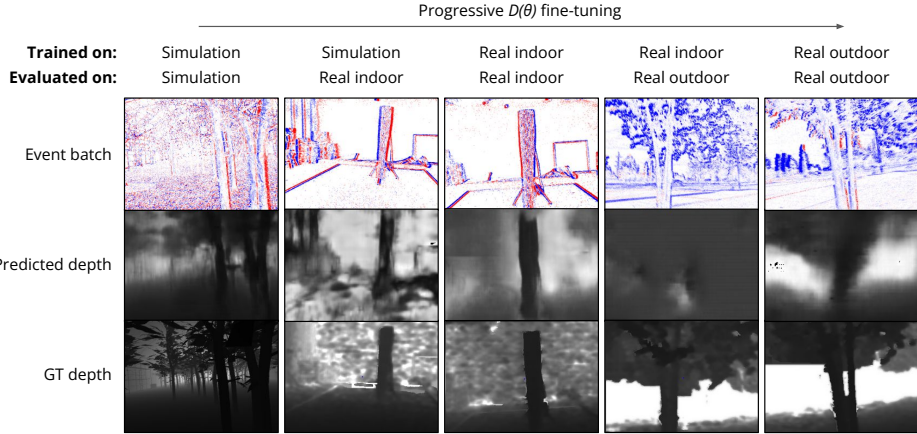 Progressive D(θ) fine-tuning
Trained on: Simulation Simulation Real indoor Real indoor Real outdoor
Evaluated on: Simulation Real indoor Real indoor Real outdoor Real outdoor
Event batch
Predicted depth
GT depth